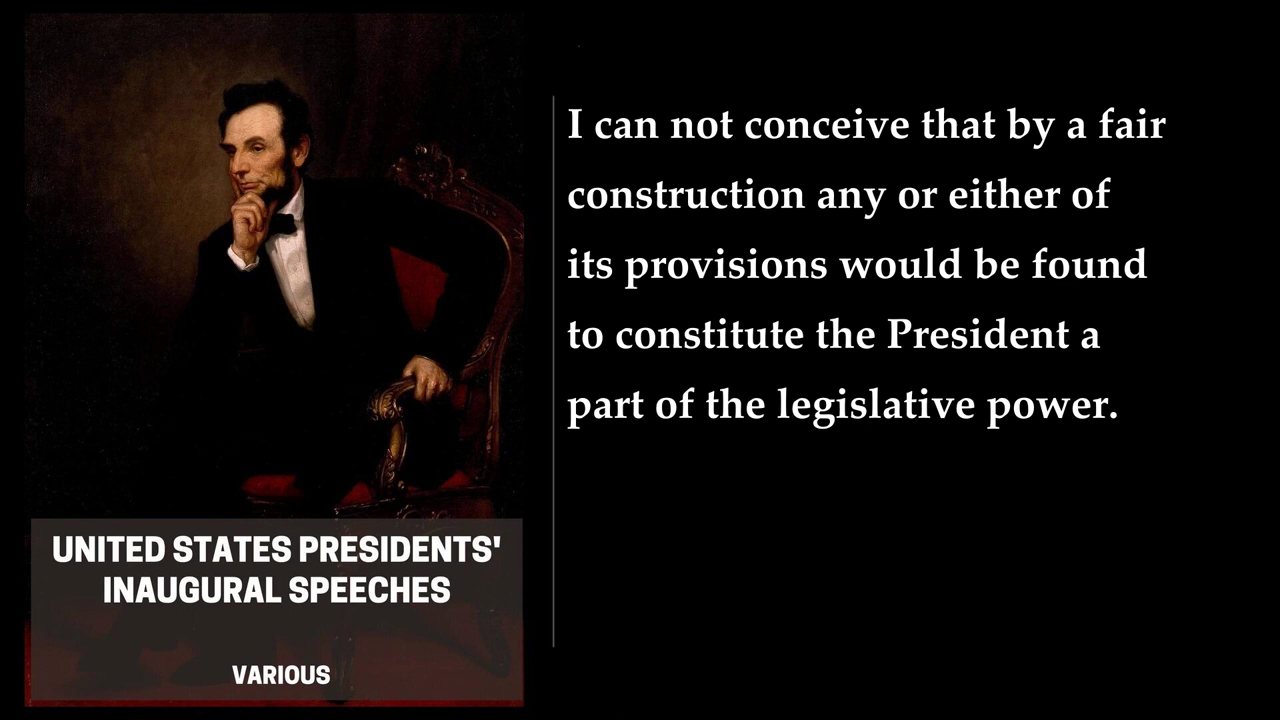 I can not conceive that by a fair
construction any or either of
its provisions would be found
to constitute the President a
part of the legislative power.
UNITED STATES PRESIDENTS'
INAUGURAL SPEECHES
VARIOUS